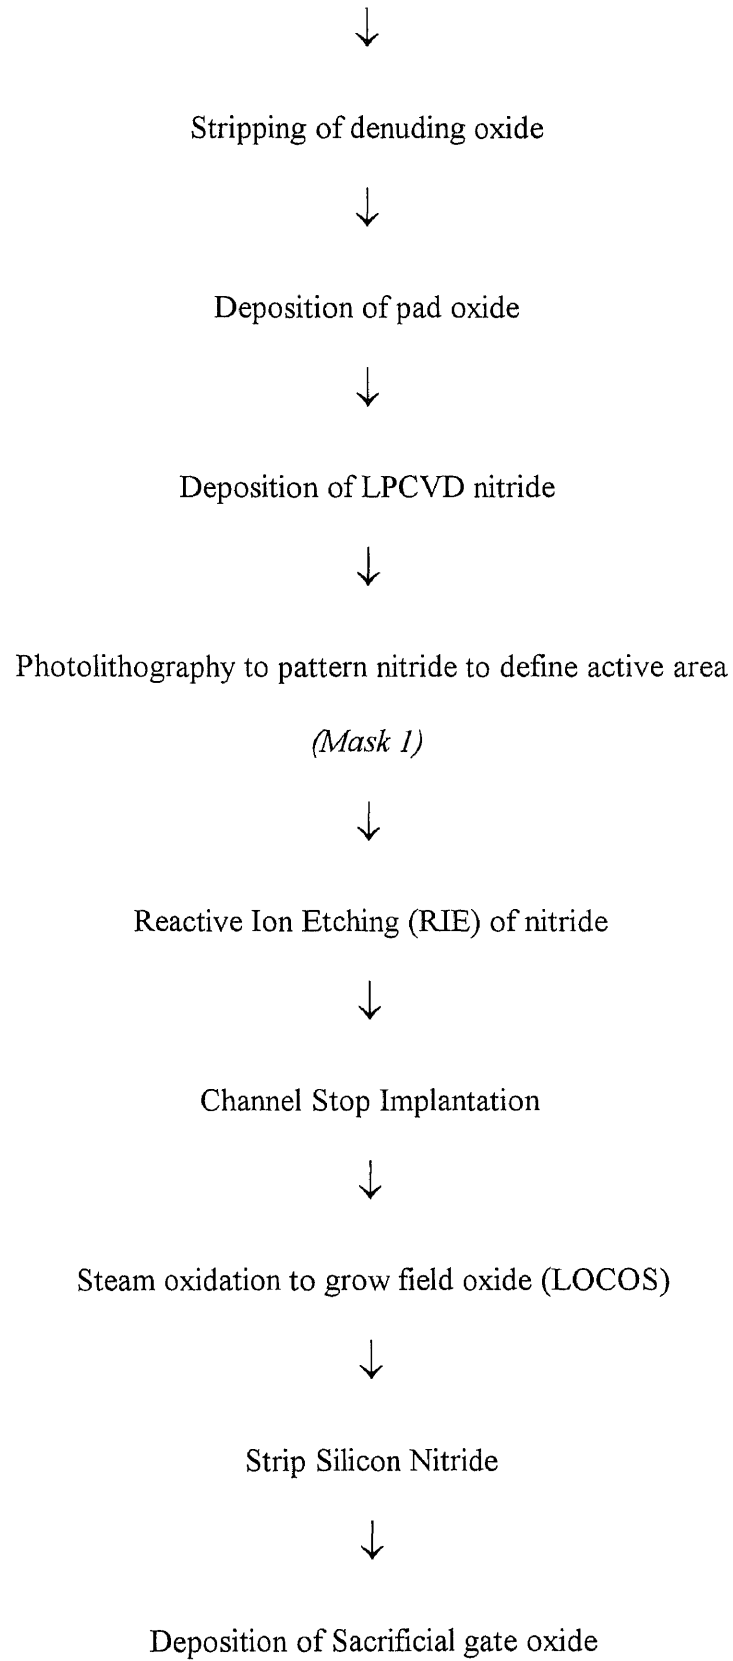 ↓
Stripping of denuding oxide
↓
Deposition of pad oxide
↓
Deposition of LPCVD nitride
↓
Photolithography to pattern nitride to define active area
(Mask 1)
↓
Reactive Ion Etching (RIE) of nitride
↓
Channel Stop Implantation
↓
Steam oxidation to grow field oxide (LOCOS)
↓
Strip Silicon Nitride
↓
Deposition of Sacrificial gate oxide